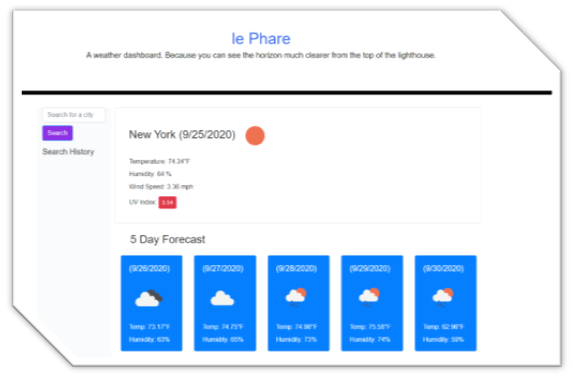 le Phare
A weather dashboard. Because you can see the horizon much clearer from the top of the lighthouse.
Search for a city
Search
Search History
New York (9/25/2020)
Temperature: 74.34°F
Humidity: 64 %
Wind Speed: 3.36 mph
UV Index:
5 Day Forecast
(9/26/2020) (9/27/2020) (9/28/2020) (9/29/2020) (9/30/2020)
Temp: 73.17°F Temp: 74.75°F Temp: 74.98°F Temp: 75.58°F Temp: 62.96°F
Humidity: 63% Humidity: 65% Humidity: 73% Humidity: 74% Humidity: 59%